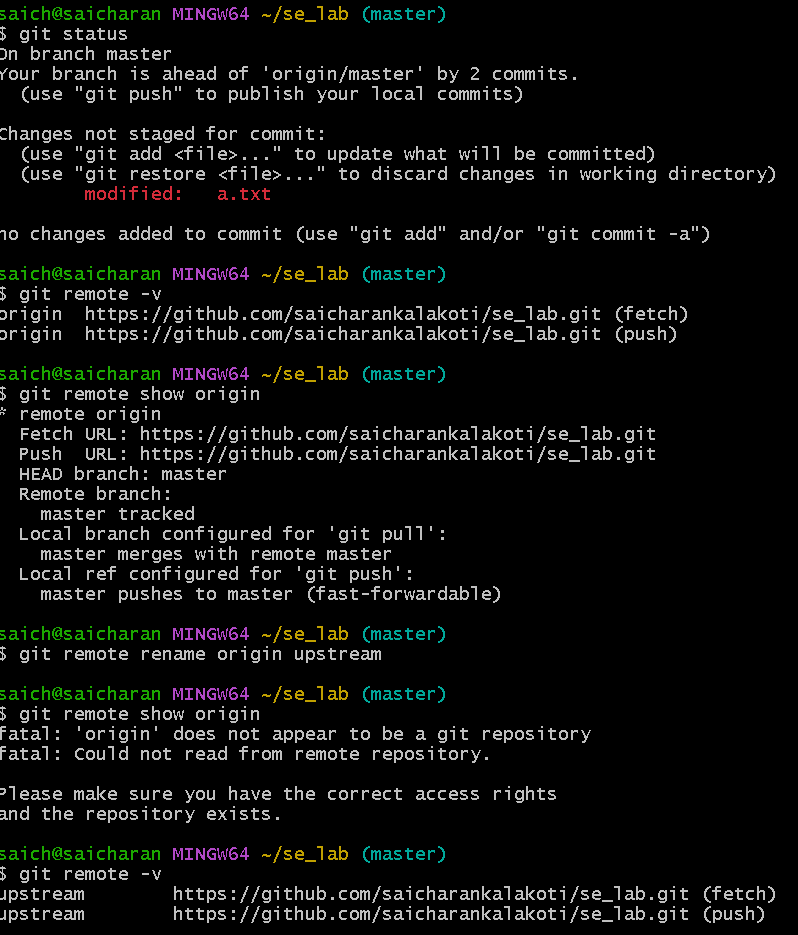 saich@saicharan MINGW64 ~/se_lab (master)
$ git status
On branch master
Your branch is ahead of 'origin/master' by 2 commits.
  (use "git push" to publish your local commits)

Changes not staged for commit:
  (use "git add <file>..." to update what will be committed)
  (use "git restore <file>..." to discard changes in working directory)
        modified:   a.txt

no changes added to commit (use "git add" and/or "git commit -a")

saich@saicharan MINGW64 ~/se_lab (master)
$ git remote -v
origin  https://github.com/saicharankalakoti/se_lab.git (fetch)
origin  https://github.com/saicharankalakoti/se_lab.git (push)

saich@saicharan MINGW64 ~/se_lab (master)
$ git remote show origin
* remote origin
  Fetch URL: https://github.com/saicharankalakoti/se_lab.git
  Push  URL: https://github.com/saicharankalakoti/se_lab.git
  HEAD branch: master
  Remote branch:
    master tracked
  Local branch configured for 'git pull':
    master merges with remote master
  Local ref configured for 'git push':
    master pushes to master (fast-forwardable)

saich@saicharan MINGW64 ~/se_lab (master)
$ git remote rename origin upstream

saich@saicharan MINGW64 ~/se_lab (master)
$ git remote show origin
fatal: 'origin' does not appear to be a git repository
fatal: Could not read from remote repository.

Please make sure you have the correct access rights
and the repository exists.

saich@saicharan MINGW64 ~/se_lab (master)
$ git remote -v
upstream        https://github.com/saicharankalakoti/se_lab.git (fetch)
upstream        https://github.com/saicharankalakoti/se_lab.git (push)